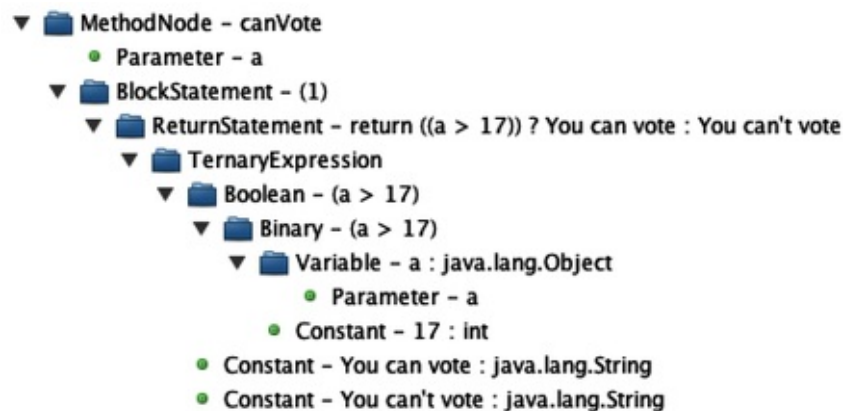 MethodNode – canVote
Parameter – a
BlockStatement – (1)
ReturnStatement – return ((a > 17)) ? You can vote : You can't vote
TernaryExpression
Boolean – (a > 17)
Binary – (a > 17)
Variable – a : java.lang.Object
Parameter – a
Constant – 17 : int
Constant – You can vote : java.lang.String
Constant – You can't vote : java.lang.String